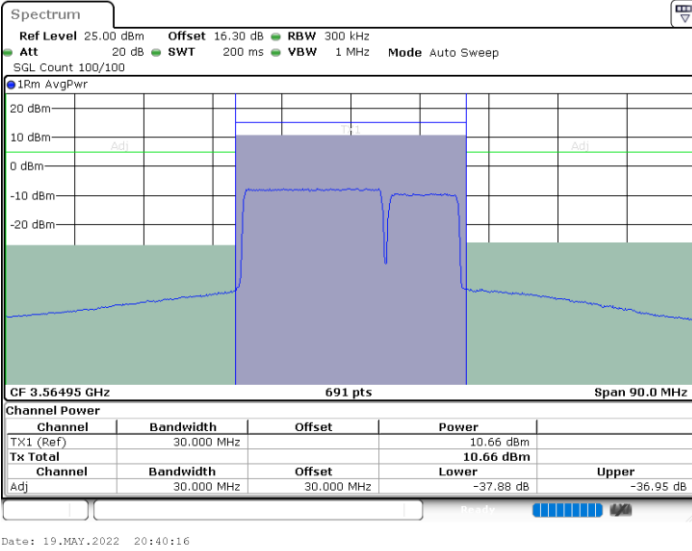 Spectrum
Ref Level 25.00 dBm Offset 16.30 dB RBW 300 kHz
Att 20 dB SWT 200 ms VBW 1 MHz Mode Auto Sweep
SGL Count 100/100
1Rm AvgPwr
20 dBm
10 dBm
TX1
Adj
Adj
0 dBm
-10 dBm
-20 dBm
CF 3.56495 GHz 691 pts Span 90.0 MHz
Channel Power
Channel Bandwidth Offset Power
TX1 (Ref) 30.000 MHz 10.66 dBm
Tx Total 10.66 dBm
Channel Bandwidth Offset Lower Upper
Adj 30.000 MHz 30.000 MHz -37.88 dB -36.95 dB
Ready
Date: 19.MAY.2022 20:40:16